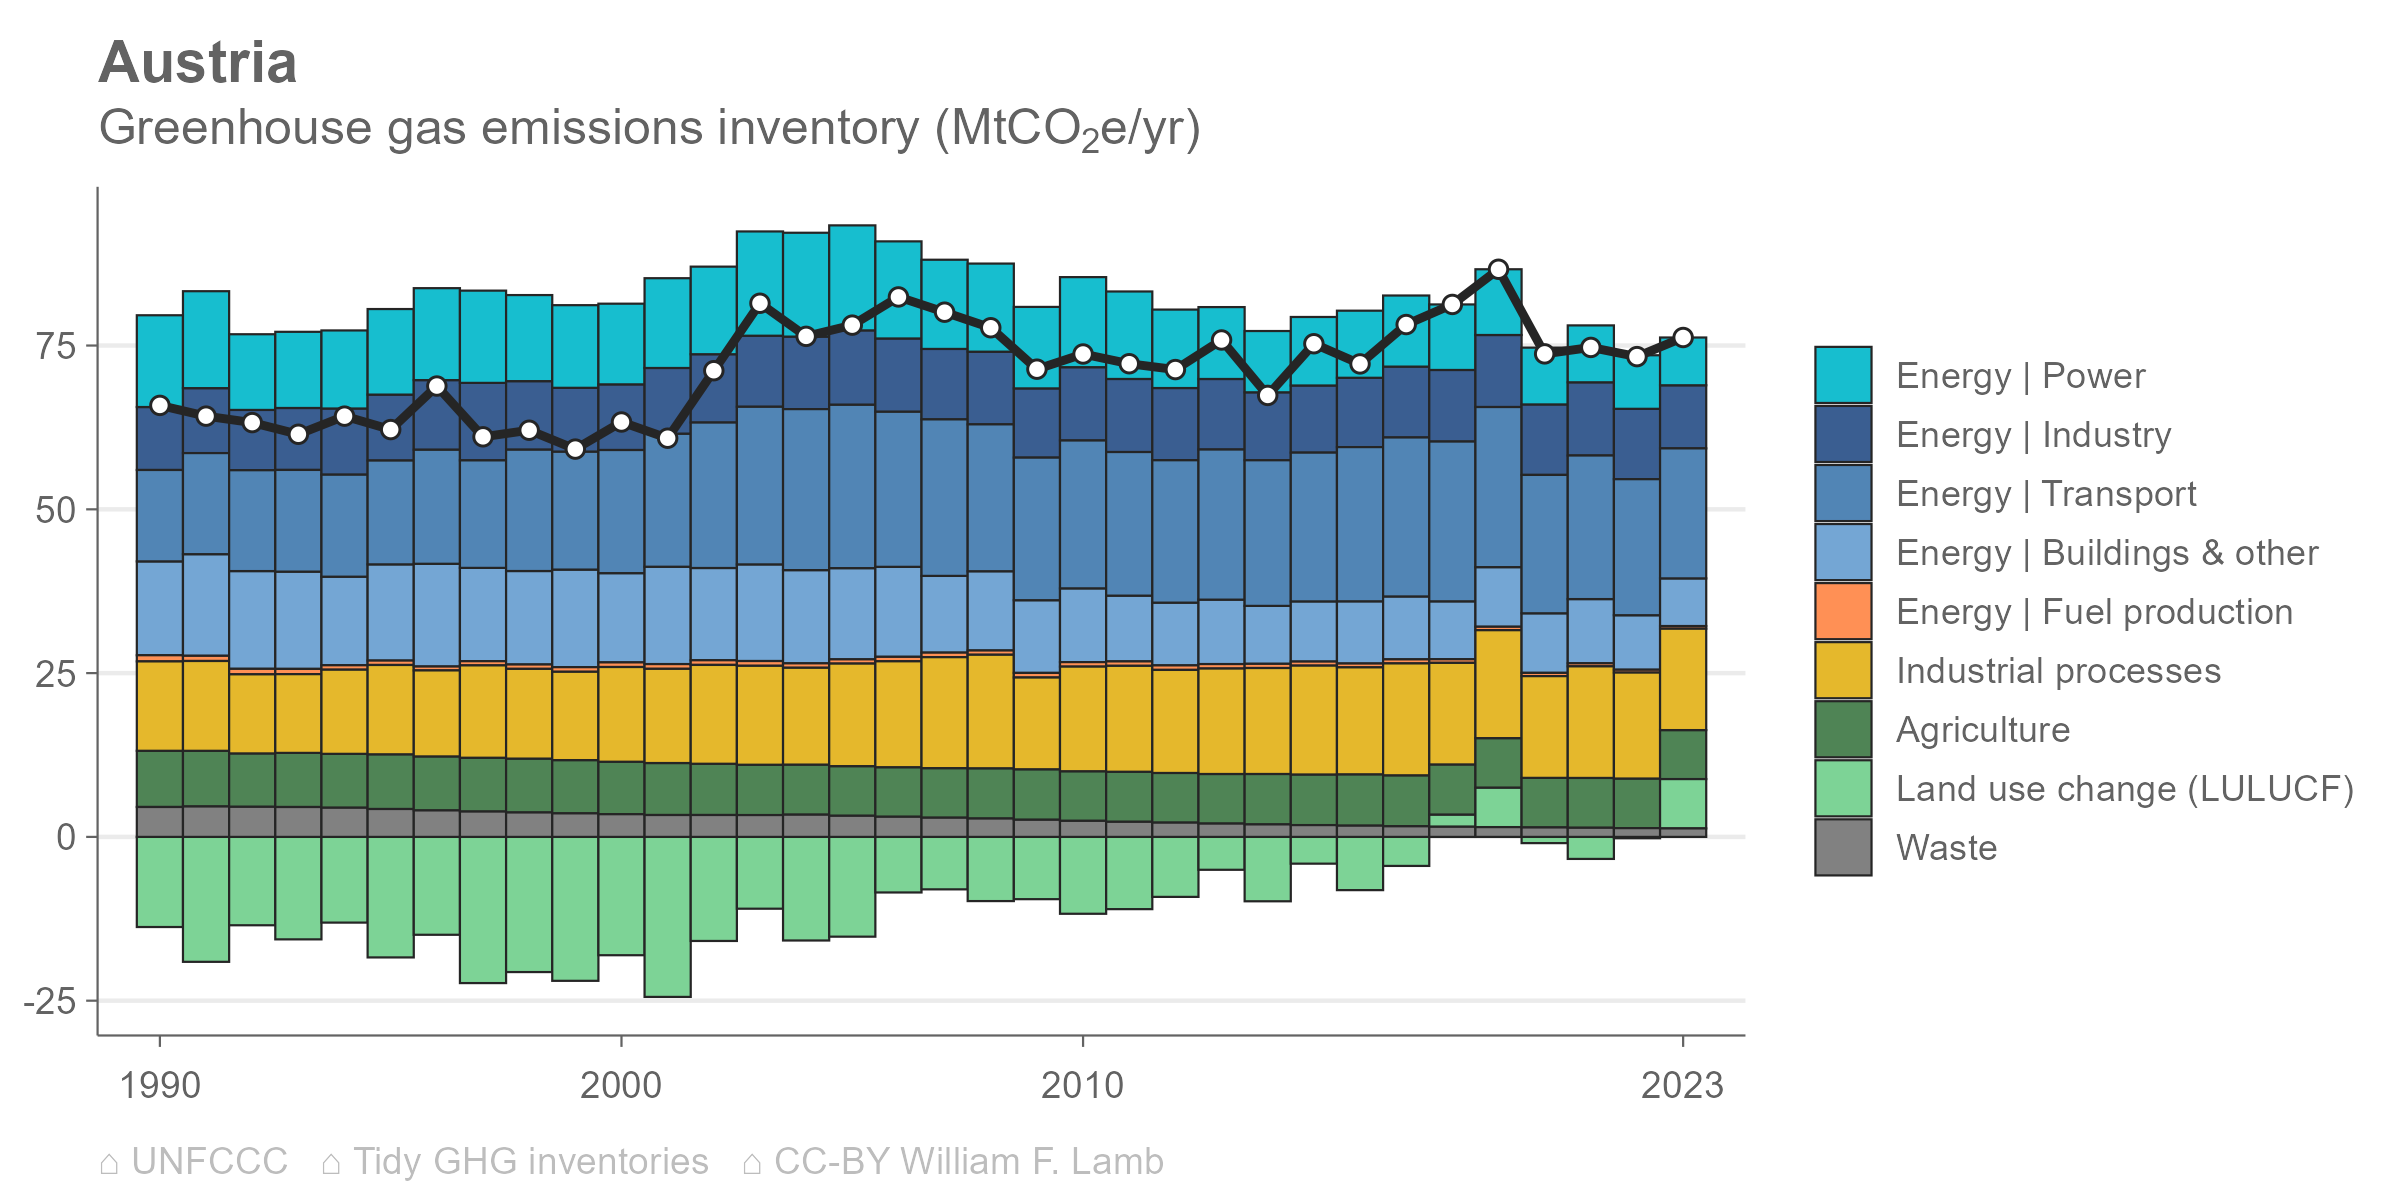 Austria
Greenhouse gas emissions inventory (MtCO₂e/yr)
75
50
25
0
-25
1990
2000
2010
2023
Energy | Power
Energy | Industry
Energy | Transport
Energy | Buildings & other
Energy | Fuel production
Industrial processes
Agriculture
Land use change (LULUCF)
Waste
⌂ UNFCCC ⌂ Tidy GHG inventories ⌂ CC-BY William F. Lamb